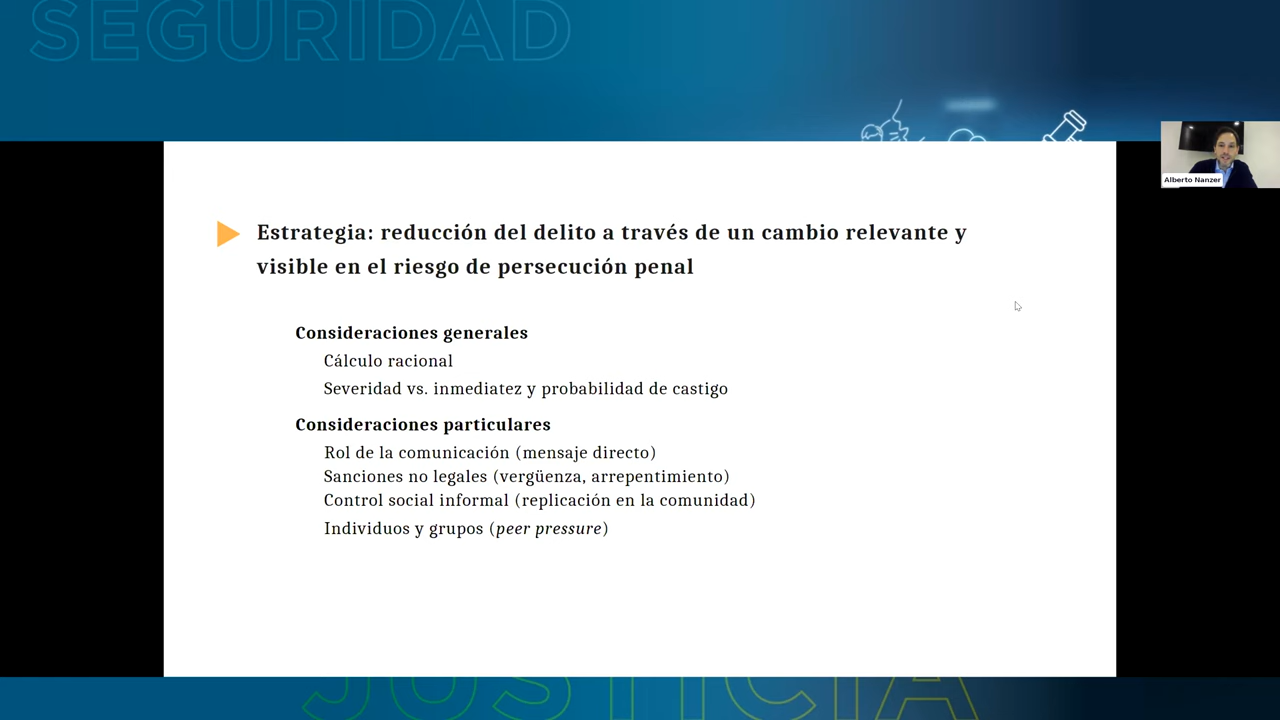 SEGURIDAD
Alberto Nanzer
Estrategia: reducción del delito a través de un cambio relevante y
visible en el riesgo de persecución penal
Consideraciones generales
Cálculo racional
Severidad vs. inmediatez y probabilidad de castigo
Consideraciones particulares
Rol de la comunicación (mensaje directo)
Sanciones no legales (vergüenza, arrepentimiento)
Control social informal (replicación en la comunidad)
Individuos y grupos (peer pressure)
JUSTICIA